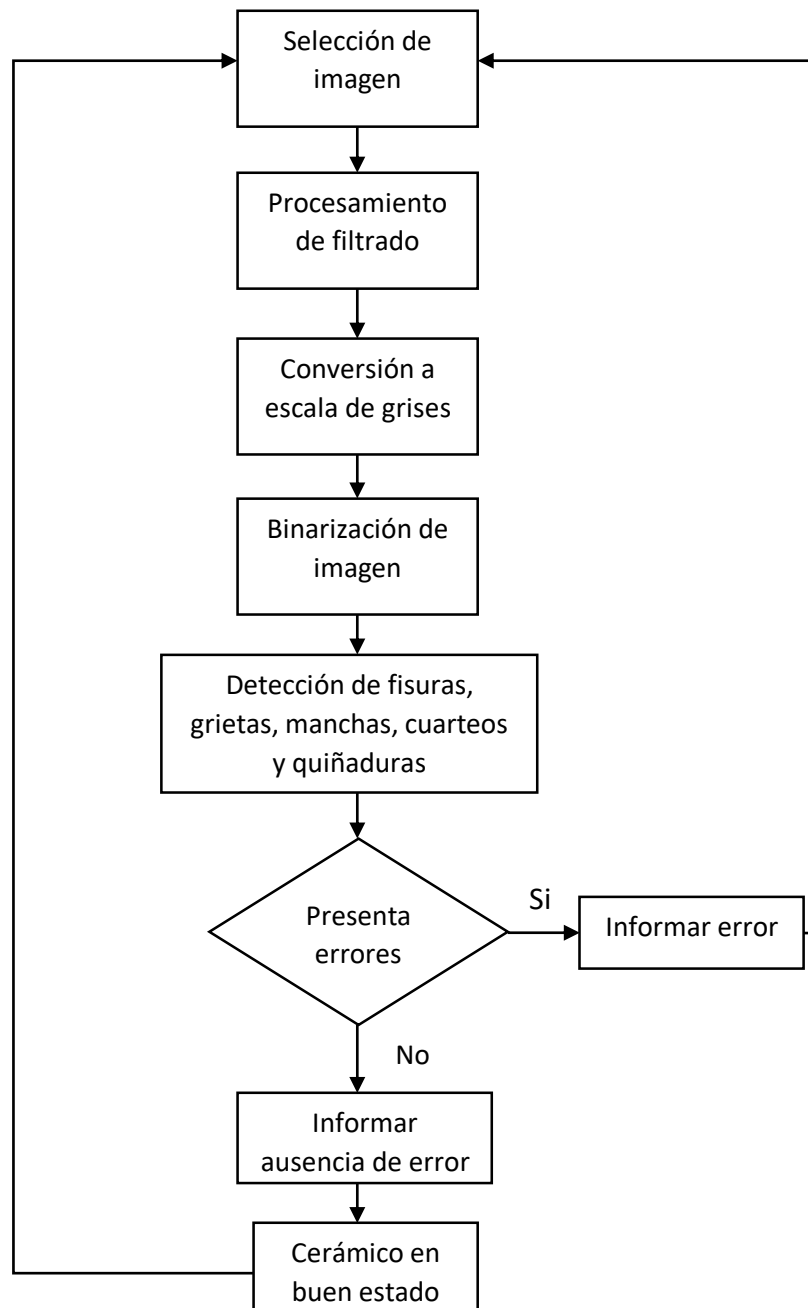 Selección de
imagen
Procesamiento
de filtrado
Conversión a
escala de grises
Binarización de
imagen
Detección de fisuras,
grietas, manchas, cuarteos
y quiñaduras
Presenta
errores
Si
Informar error
No
Informar
ausencia de error
Cerámico en
buen estado